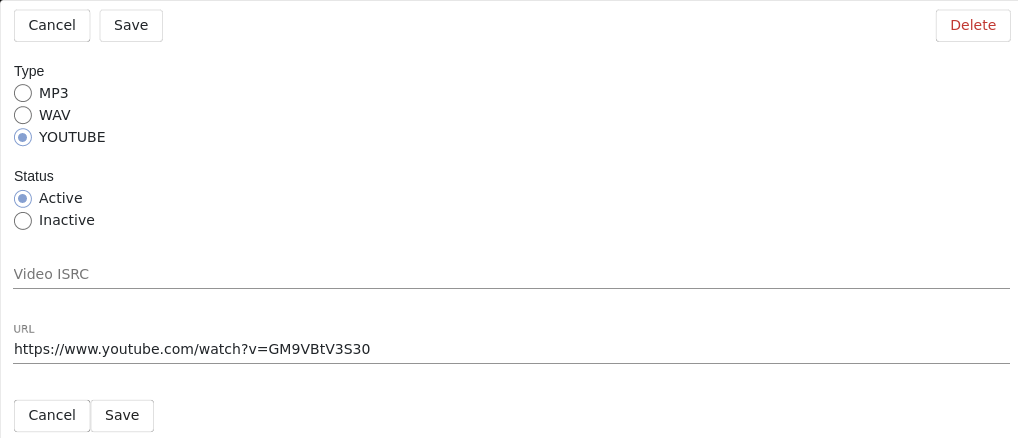 Cancel Save Delete
Type
MP3
WAV
YOUTUBE
Status
Active
Inactive
Video ISRC
URL
https://www.youtube.com/watch?v=GM9VBtV3S30
Cancel Save